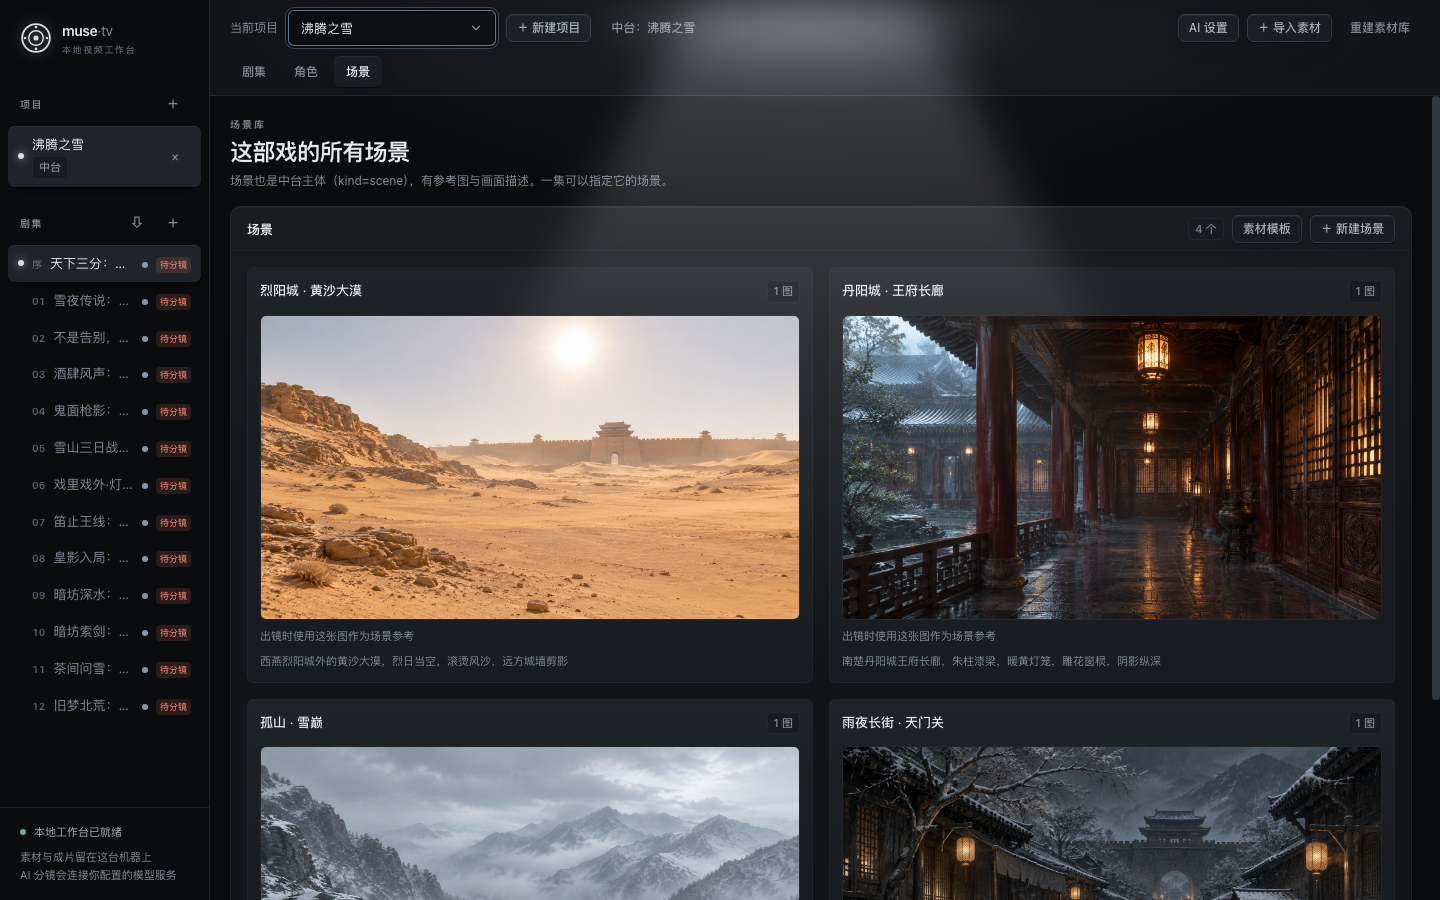 muse·tv
本地视频工作台
项目
沸腾之雪
中台
×
剧集
序 天下三分：... 待分镜
01 雪夜传说：... 待分镜
02 不是告别，... 待分镜
03 酒肆风声：... 待分镜
04 鬼面枪影：... 待分镜
05 雪山三日战... 待分镜
06 戏里戏外·灯... 待分镜
07 笛止王线：... 待分镜
08 皇影入局：... 待分镜
09 暗坊深水：... 待分镜
10 暗坊索剑：... 待分镜
11 茶间问雪：... 待分镜
12 旧梦北荒：... 待分镜
本地工作台已就绪
素材与成片留在这台机器上
AI 分镜会连接你配置的模型服务
当前项目 沸腾之雪 + 新建项目 中台：沸腾之雪 AI 设置 + 导入素材 重建素材库
剧集 角色 场景
场景库
这部戏的所有场景
场景也是中台主体（kind=scene），有参考图与画面描述。一集可以指定它的场景。
场景 4 个 素材模板 + 新建场景
烈阳城 · 黄沙大漠 1 图
出镜时使用这张图作为场景参考
西燕烈阳城外的黄沙大漠，烈日当空，滚烫风沙，远方城墙剪影
丹阳城 · 王府长廊 1 图
出镜时使用这张图作为场景参考
南楚丹阳城王府长廊，朱柱漆梁，暖黄灯笼，雕花窗棂，阴影纵深
孤山 · 雪巅 1 图
雨夜长街 · 天门关 1 图